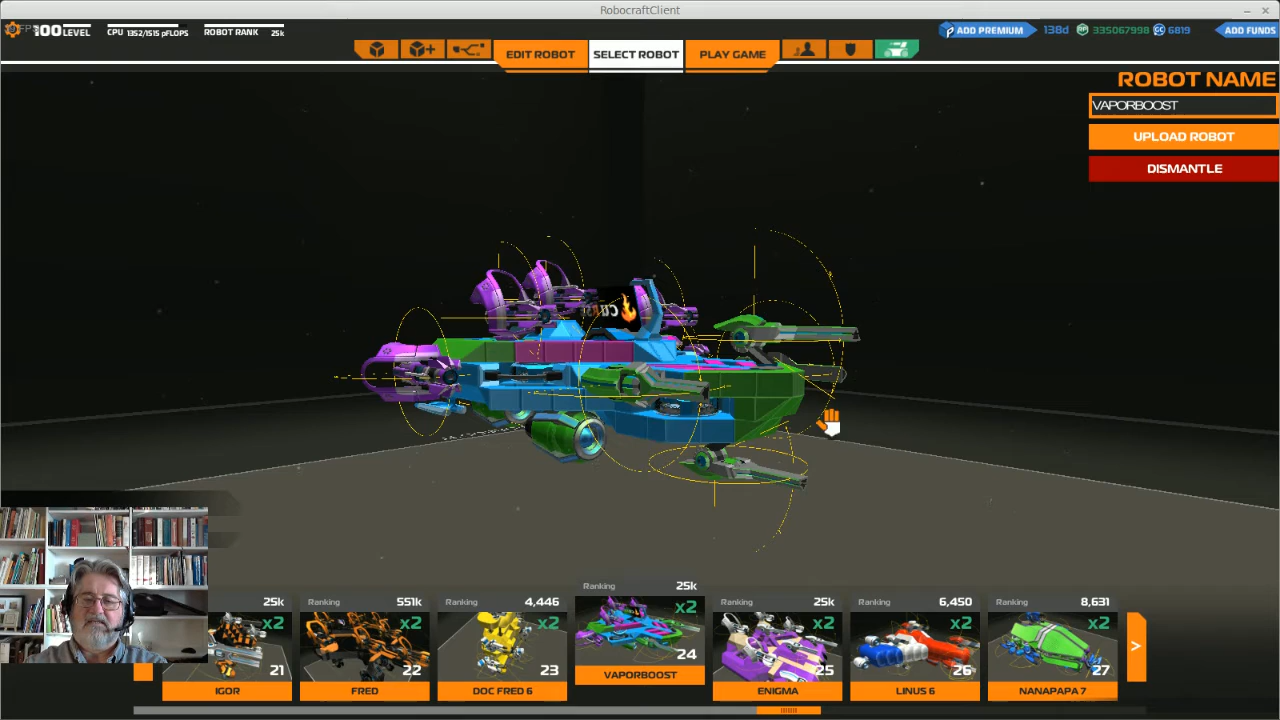 RobocraftClient
100 LEVEL
CPU 1352/1515 pFLOPS
ROBOT RANK 25k
ADD PREMIUM 138d 335067998 6819 ADD FUNDS
EDIT ROBOT SELECT ROBOT PLAY GAME
ROBOT NAME
VAPORBOOST
UPLOAD ROBOT
DISMANTLE
25k
x2
21
IGOR
Ranking 551k
x2
22
FRED
Ranking 4,446
x2
23
DOC FRED 6
Ranking 25k
x2
24
VAPORBOOST
Ranking 25k
x2
25
ENIGMA
Ranking 6,450
x2
26
LINUS 6
Ranking 8,631
x2
27
NANAPAPA 7
>